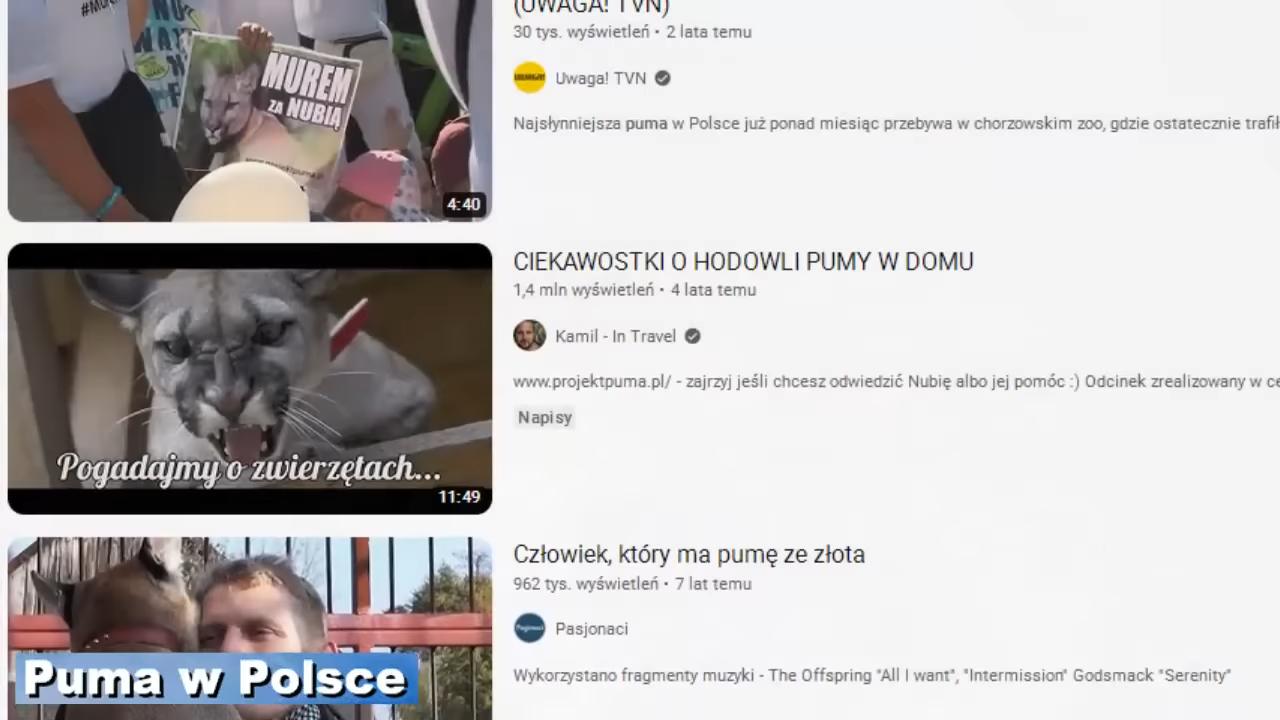 (UWAGA! TVN)
30 tys. wyświetleń • 2 lata temu
UWAGA!
Uwaga! TVN
Najsłynniejsza puma w Polsce już ponad miesiąc przebywa w chorzowskim zoo, gdzie ostatecznie trafił
MUREM
ZA NUBIĄ
4:40
CIEKAWOSTKI O HODOWLI PUMY W DOMU
1,4 mln wyświetleń • 4 lata temu
Kamil - In Travel
www.projektpuma.pl/ - zajrzyj jeśli chcesz odwiedzić Nubię albo jej pomóc :) Odcinek zrealizowany w ce
Napisy
Pogadajmy o zwierzętach...
11:49
Człowiek, który ma pumę ze złota
962 tys. wyświetleń • 7 lat temu
Pasjonaci
Wykorzystano fragmenty muzyki - The Offspring "All I want", "Intermission" Godsmack "Serenity"
Puma w Polsce